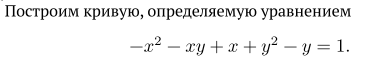 Построим кривую, определяемую уравнением
−x² − xy + x + y² − y = 1.